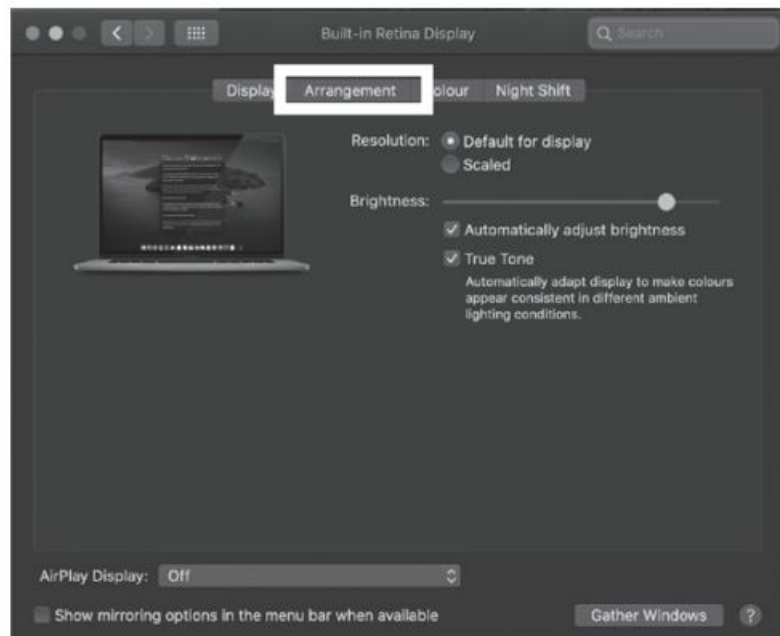 Built-in Retina Display
Search
Display Arrangement olour Night Shift
Resolution: Default for display
Scaled
Brightness:
Automatically adjust brightness
True Tone
Automatically adapt display to make colours
appear consistent in different ambient
lighting conditions.
AirPlay Display: Off
Show mirroring options in the menu bar when available
Gather Windows ?